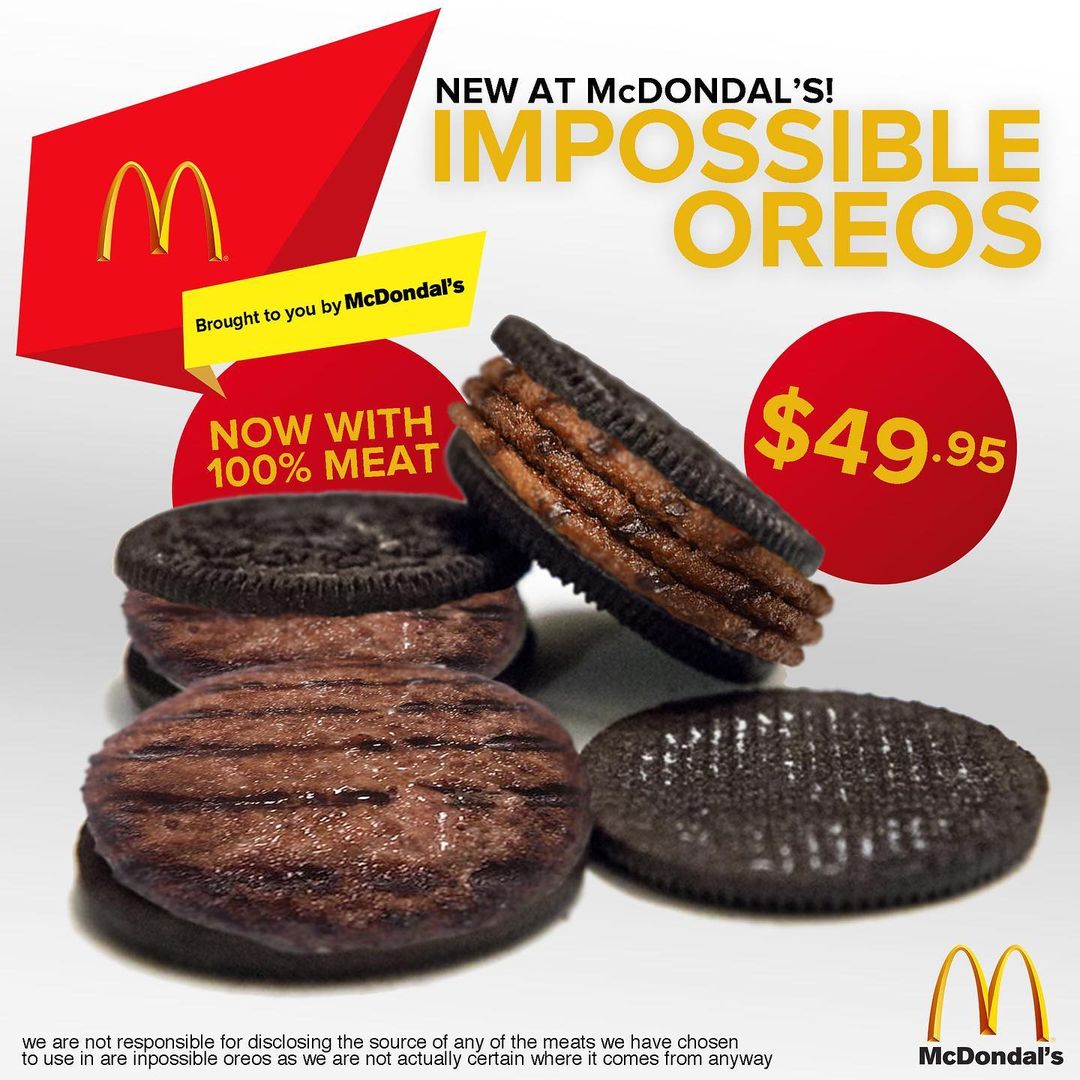 NEW AT McDONDAL'S!
IMPOSSIBLE
OREOS
Brought to you by McDondal's
NOW WITH
100% MEAT
$49.95
we are not responsible for disclosing the source of any of the meats we have chosen
to use in are inpossible oreos as we are not actually certain where it comes from anyway
McDondal's